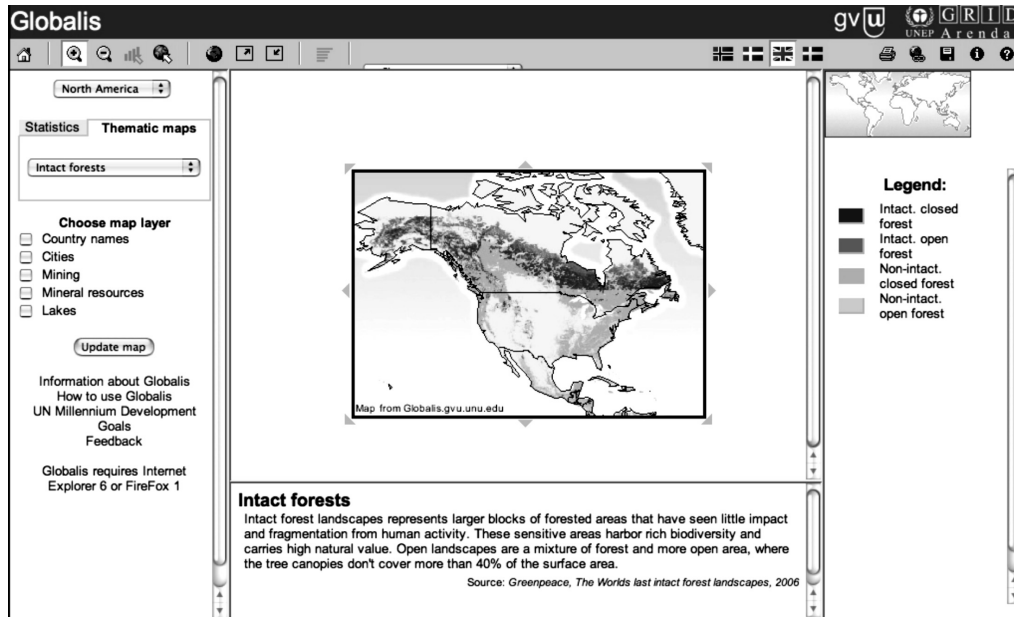 Globalis
gvu
UNEP
GRID
Arenda
North America
Statistics
Thematic maps
Intact forests
Choose map layer
Country names
Cities
Mining
Mineral resources
Lakes
Update map
Information about Globalis
How to use Globalis
UN Millennium Development
Goals
Feedback
Globalis requires Internet
Explorer 6 or FireFox 1
Map from Globalis.gvu.unu.edu
Intact forests
Intact forest landscapes represents larger blocks of forested areas that have seen little impact
and fragmentation from human activity. These sensitive areas harbor rich biodiversity and
carries high natural value. Open landscapes are a mixture of forest and more open area, where
the tree canopies don't cover more than 40% of the surface area.
Source: Greenpeace, The Worlds last intact forest landscapes, 2006
Legend:
Intact. closed
forest
Intact. open
forest
Non-intact.
closed forest
Non-intact.
open forest